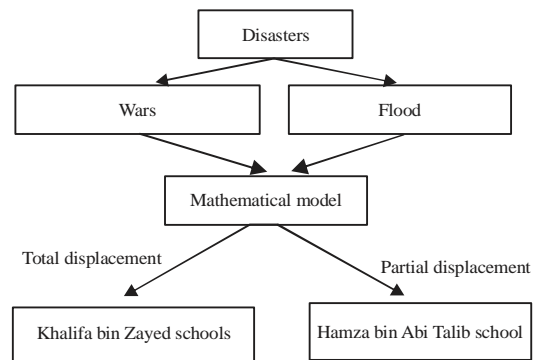 Disasters
Wars
Flood
Mathematical model
Total displacement
Partial displacement
Khalifa bin Zayed schools
Hamza bin Abi Talib school